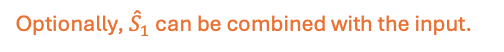 Optionally, Ŝ₁ can be combined with the input.